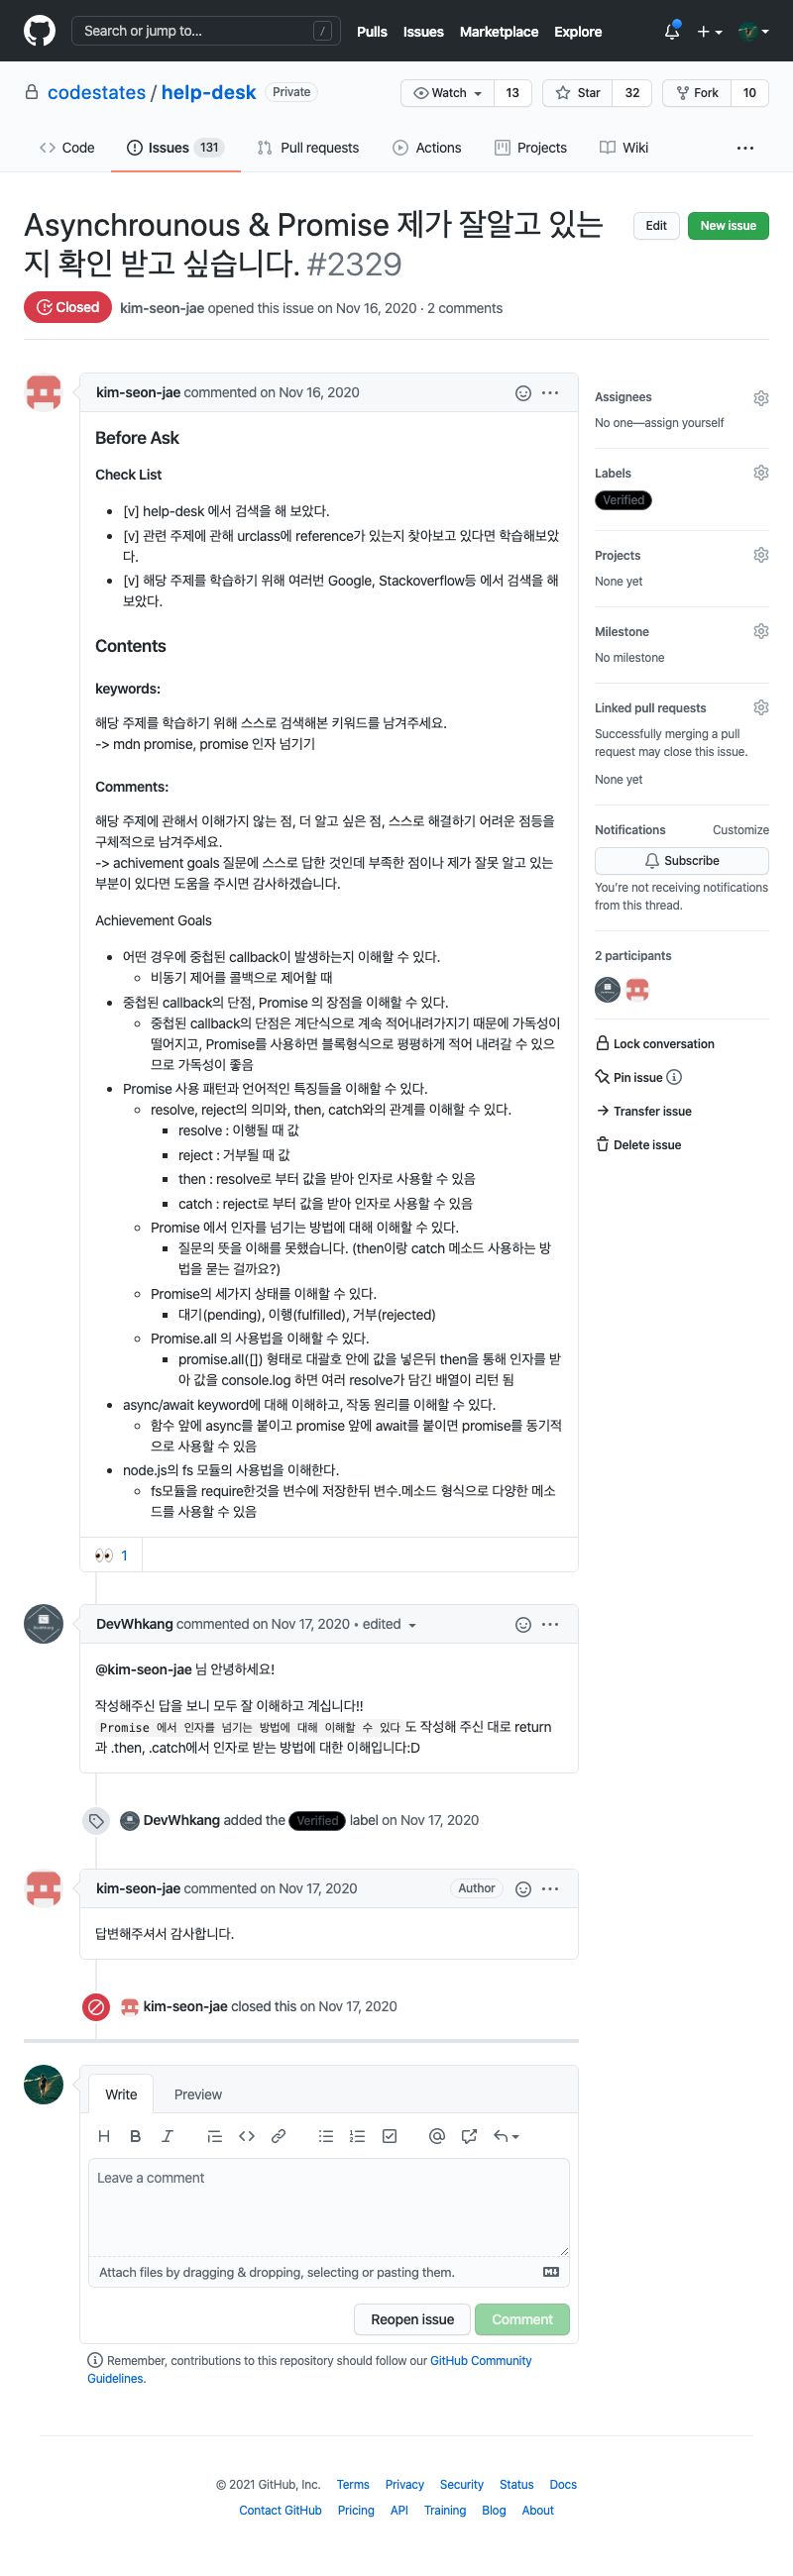 Search or jump to... /
Pulls Issues Marketplace Explore
codestates / help-desk Private
Watch 13 Star 32 Fork 10
Code Issues 131 Pull requests Actions Projects Wiki
Asynchrounous & Promise 제가 잘알고 있는
지 확인 받고 싶습니다. #2329
Edit New issue
Closed kim-seon-jae opened this issue on Nov 16, 2020 · 2 comments
kim-seon-jae commented on Nov 16, 2020
Before Ask
Check List
• [v] help-desk 에서 검색을 해 보았다.
• [v] 관련 주제에 관해 urclass에 reference가 있는지 찾아보고 있다면 학습해보았
다.
• [v] 해당 주제를 학습하기 위해 여러번 Google, Stackoverflow등 에서 검색을 해
보았다.
Contents
keywords:
해당 주제를 학습하기 위해 스스로 검색해본 키워드를 남겨주세요.
-> mdn promise, promise 인자 넘기기
Comments:
해당 주제에 관해서 이해가지 않는 점, 더 알고 싶은 점, 스스로 해결하기 어려운 점등을
구체적으로 남겨주세요.
-> achivement goals 질문에 스스로 답한 것인데 부족한 점이나 제가 잘못 알고 있는
부분이 있다면 도움을 주시면 감사하겠습니다.
Achievement Goals
• 어떤 경우에 중첩된 callback이 발생하는지 이해할 수 있다.
◦ 비동기 제어를 콜백으로 제어할 때
• 중첩된 callback의 단점, Promise 의 장점을 이해할 수 있다.
◦ 중첩된 callback의 단점은 계단식으로 계속 적어내려가지기 때문에 가독성이
떨어지고, Promise를 사용하면 블록형식으로 평평하게 적어 내려갈 수 있으
므로 가독성이 좋음
• Promise 사용 패턴과 언어적인 특징들을 이해할 수 있다.
◦ resolve, reject의 의미와, then, catch와의 관계를 이해할 수 있다.
▪ resolve : 이행될 때 값
▪ reject : 거부될 때 값
▪ then : resolve로 부터 값을 받아 인자로 사용할 수 있음
▪ catch : reject로 부터 값을 받아 인자로 사용할 수 있음
◦ Promise 에서 인자를 넘기는 방법에 대해 이해할 수 있다.
▪ 질문의 뜻을 이해를 못했습니다. (then이랑 catch 메소드 사용하는 방
법을 묻는 걸까요?)
◦ Promise의 세가지 상태를 이해할 수 있다.
▪ 대기(pending), 이행(fulfilled), 거부(rejected)
◦ Promise.all 의 사용법을 이해할 수 있다.
▪ promise.all([]) 형태로 대괄호 안에 값을 넣은뒤 then을 통해 인자를 받
아 값을 console.log 하면 여러 resolve가 담긴 배열이 리턴 됨
• async/await keyword에 대해 이해하고, 작동 원리를 이해할 수 있다.
◦ 함수 앞에 async를 붙이고 promise 앞에 await를 붙이면 promise를 동기적
으로 사용할 수 있음
• node.js의 fs 모듈의 사용법을 이해한다.
◦ fs모듈을 require한것을 변수에 저장한뒤 변수.메소드 형식으로 다양한 메소
드를 사용할 수 있음
👀 1
Assignees
No one—assign yourself
Labels
Verified
Projects
None yet
Milestone
No milestone
Linked pull requests
Successfully merging a pull
request may close this issue.
None yet
Notifications Customize
Subscribe
You're not receiving notifications
from this thread.
2 participants
Lock conversation
Pin issue
Transfer issue
Delete issue
DevWhkang commented on Nov 17, 2020 • edited
@kim-seon-jae 님 안녕하세요!
작성해주신 답을 보니 모두 잘 이해하고 계십니다!!
Promise 에서 인자를 넘기는 방법에 대해 이해할 수 있다 도 작성해 주신 대로 return
과 .then, .catch에서 인자로 받는 방법에 대한 이해입니다:D
DevWhkang added the Verified label on Nov 17, 2020
kim-seon-jae commented on Nov 17, 2020 Author
답변해주셔서 감사합니다.
kim-seon-jae closed this on Nov 17, 2020
Write Preview
H B I
Leave a comment
Attach files by dragging & dropping, selecting or pasting them.
Reopen issue Comment
Remember, contributions to this repository should follow our GitHub Community
Guidelines.
© 2021 GitHub, Inc. Terms Privacy Security Status Docs
Contact GitHub Pricing API Training Blog About